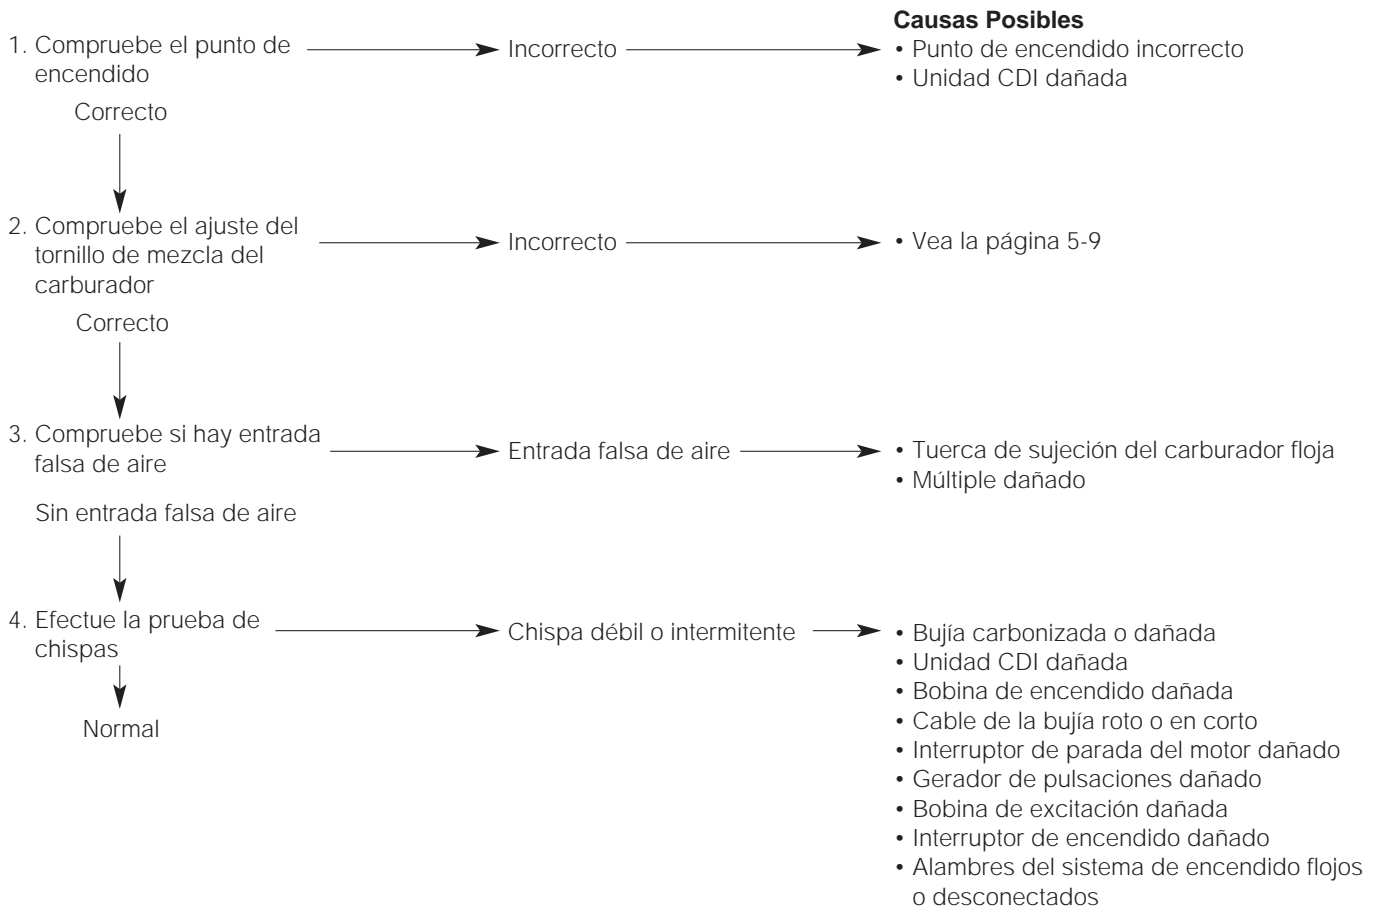 Causas Posibles
1. Compruebe el punto de
encendido
Incorrecto
• Punto de encendido incorrecto
• Unidad CDI dañada
Correcto
2. Compruebe el ajuste del
tornillo de mezcla del
carburador
Incorrecto
• Vea la página 5-9
Correcto
3. Compruebe si hay entrada
falsa de aire
Entrada falsa de aire
• Tuerca de sujeción del carburador floja
• Múltiple dañado
Sin entrada falsa de aire
4. Efectue la prueba de
chispas
Chispa débil o intermitente
• Bujía carbonizada o dañada
• Unidad CDI dañada
• Bobina de encendido dañada
• Cable de la bujía roto o en corto
• Interruptor de parada del motor dañado
• Gerador de pulsaciones dañado
• Bobina de excitación dañada
• Interruptor de encendido dañado
• Alambres del sistema de encendido flojos
o desconectados
Normal